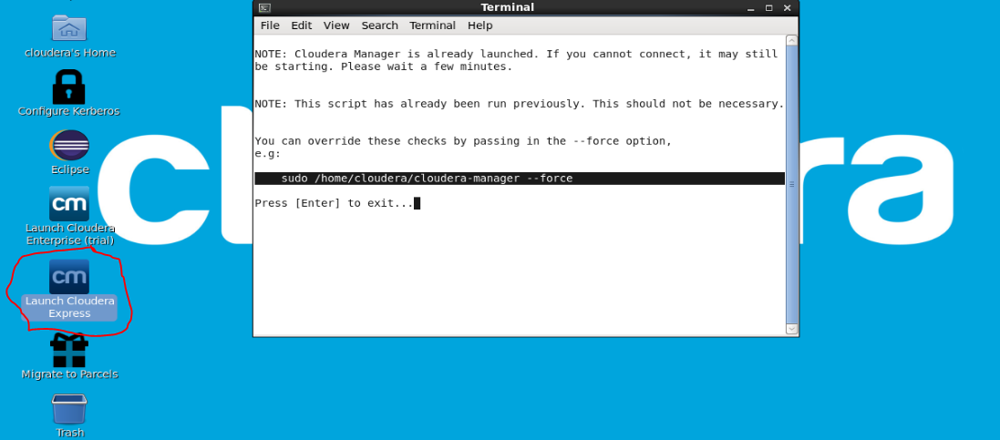 cloudera's Home
Configure Kerberos
Eclipse
cm
Launch Cloudera
Enterprise (trial)
cm
Launch Cloudera
Express
Migrate to Parcels
Trash
Terminal
File Edit View Search Terminal Help
NOTE: Cloudera Manager is already launched. If you cannot connect, it may still
be starting. Please wait a few minutes.
NOTE: This script has already been run previously. This should not be necessary.
You can override these checks by passing in the --force option,
e.g:
sudo /home/cloudera/cloudera-manager --force
Press [Enter] to exit...
cl ra